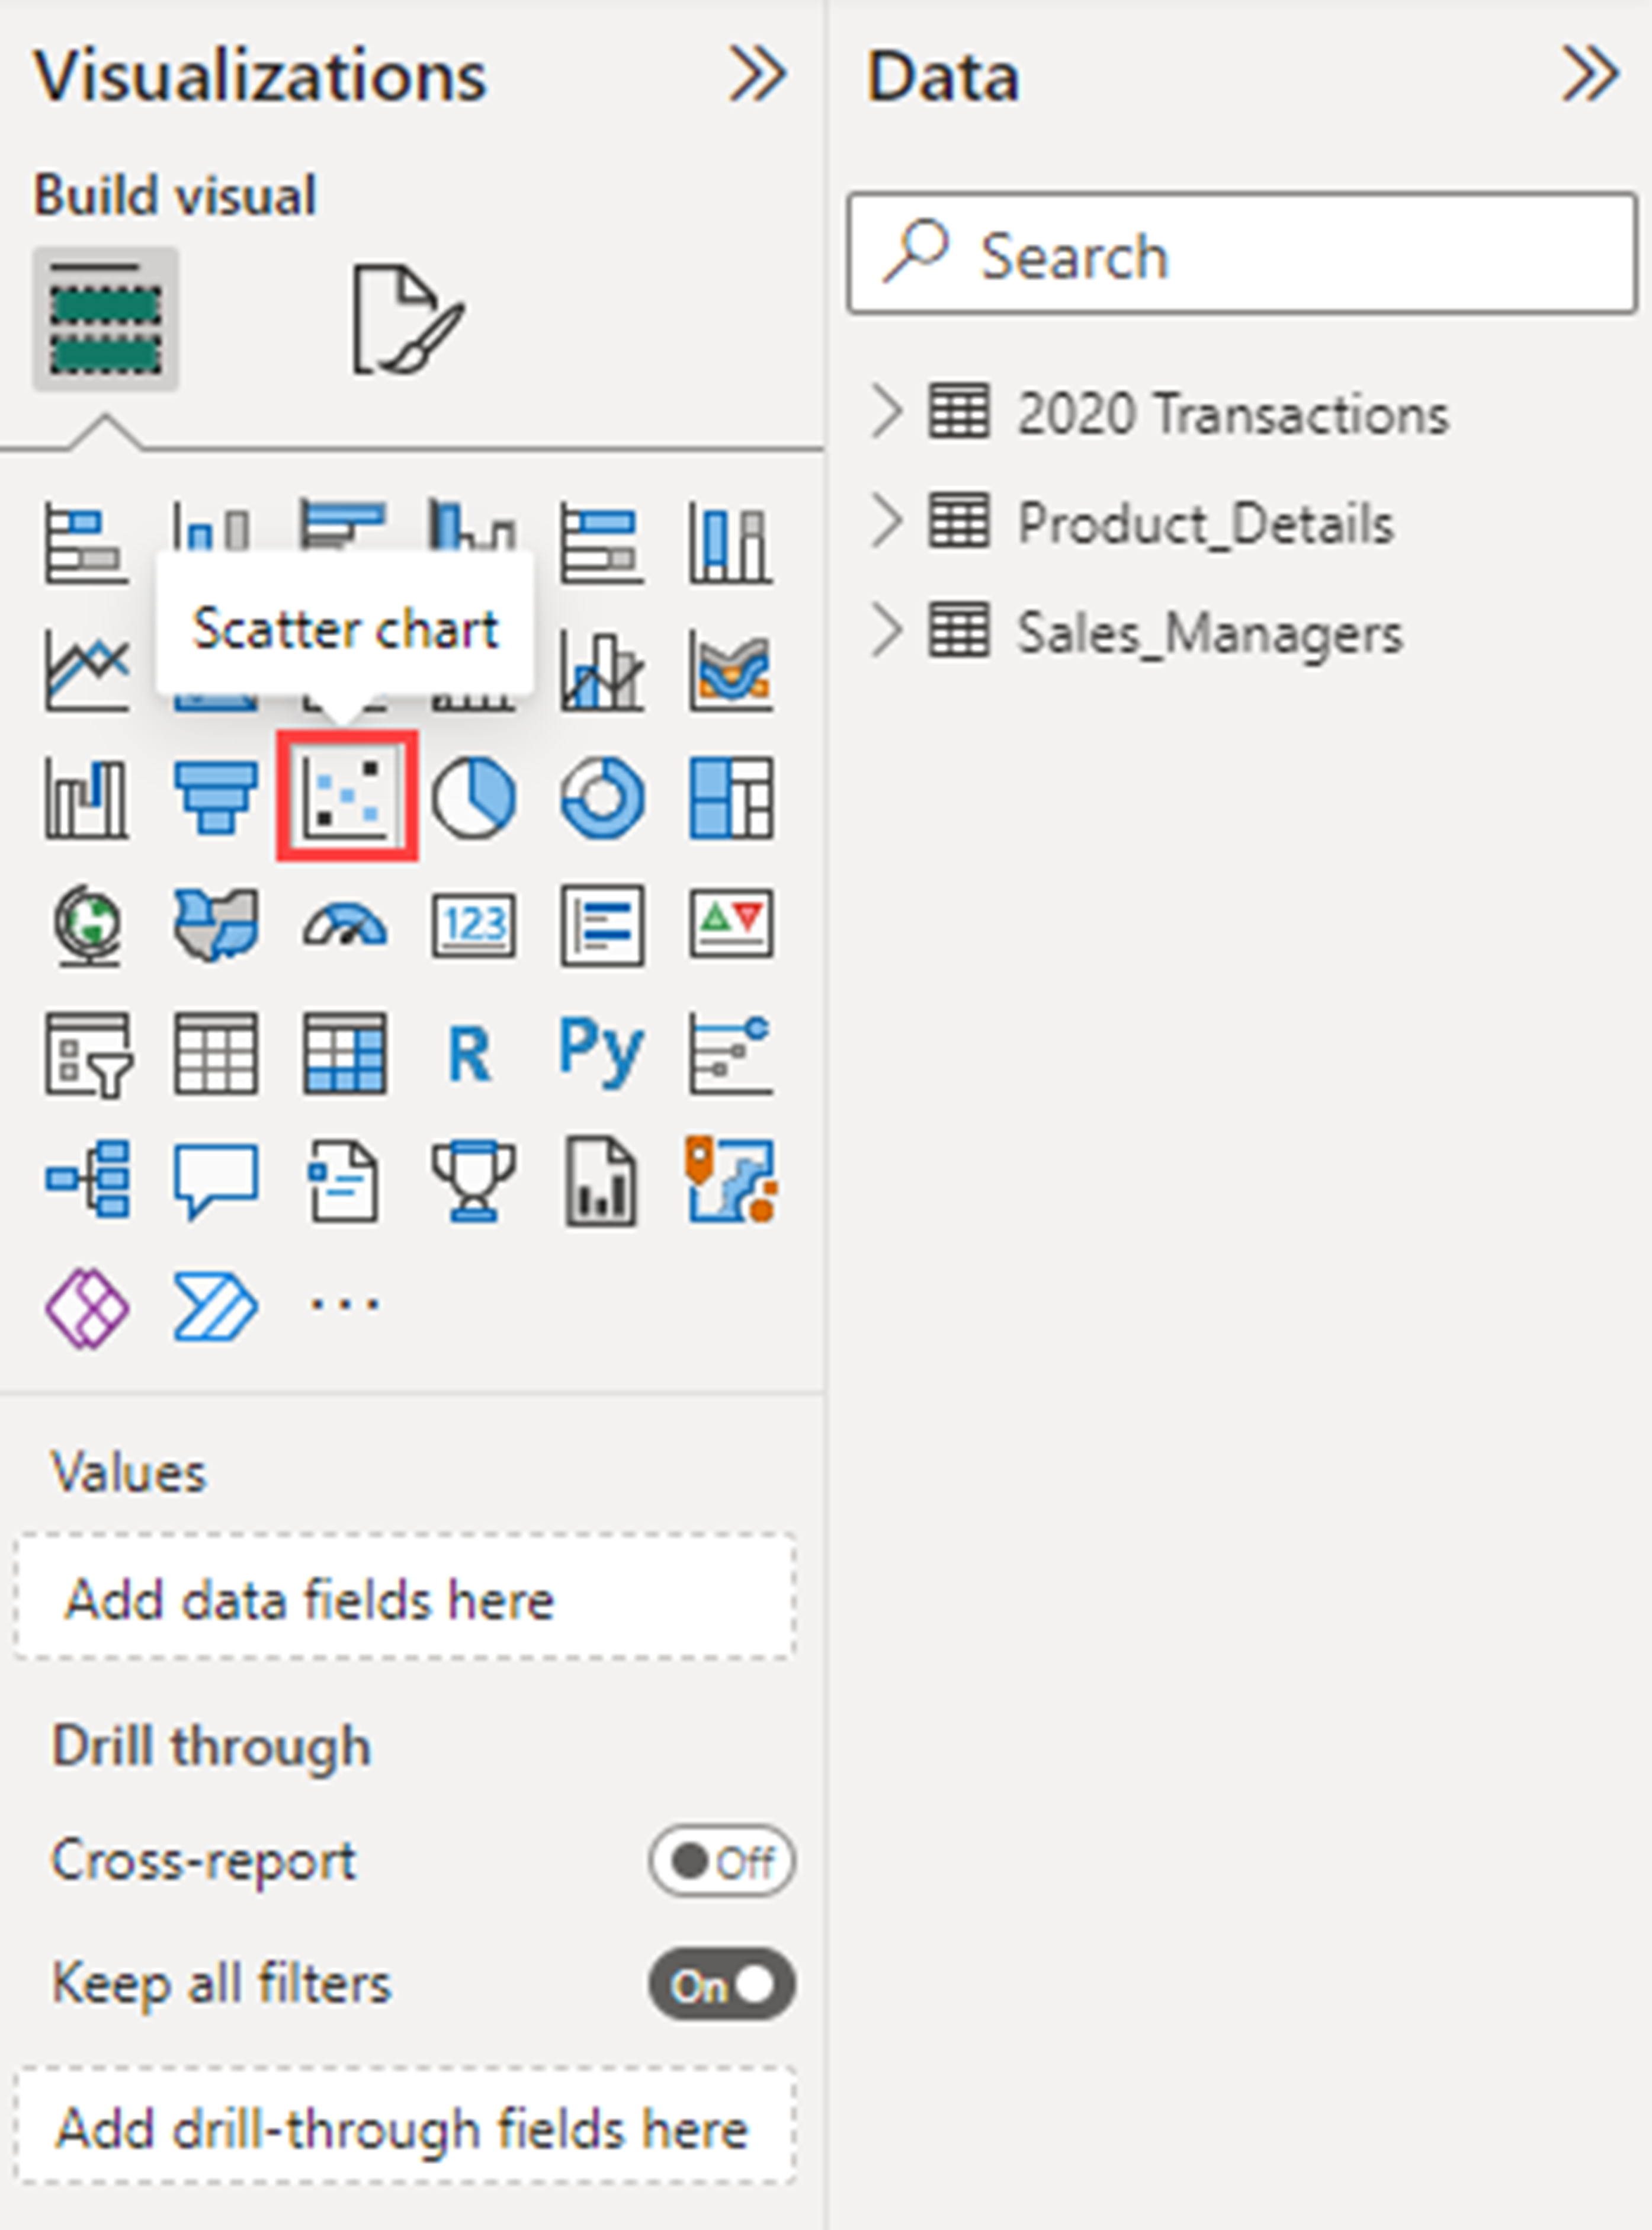 Visualizations
Data
Build visual
Search
2020 Transactions
Product_Details
Sales_Managers
Scatter chart
123
R
Py
...
Values
Add data fields here
Drill through
Cross-report
Off
Keep all filters
On
Add drill-through fields here